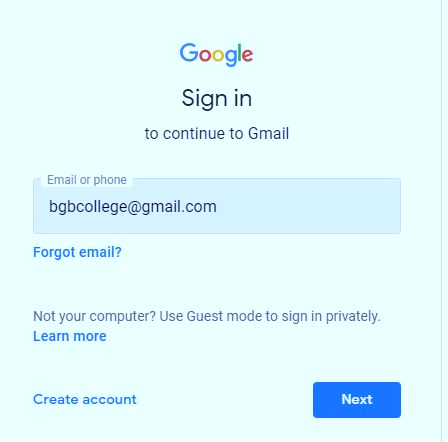 Google
Sign in
to continue to Gmail
Email or phone
bgbcollege@gmail.com
Forgot email?
Not your computer? Use Guest mode to sign in privately.
Learn more
Create account
Next